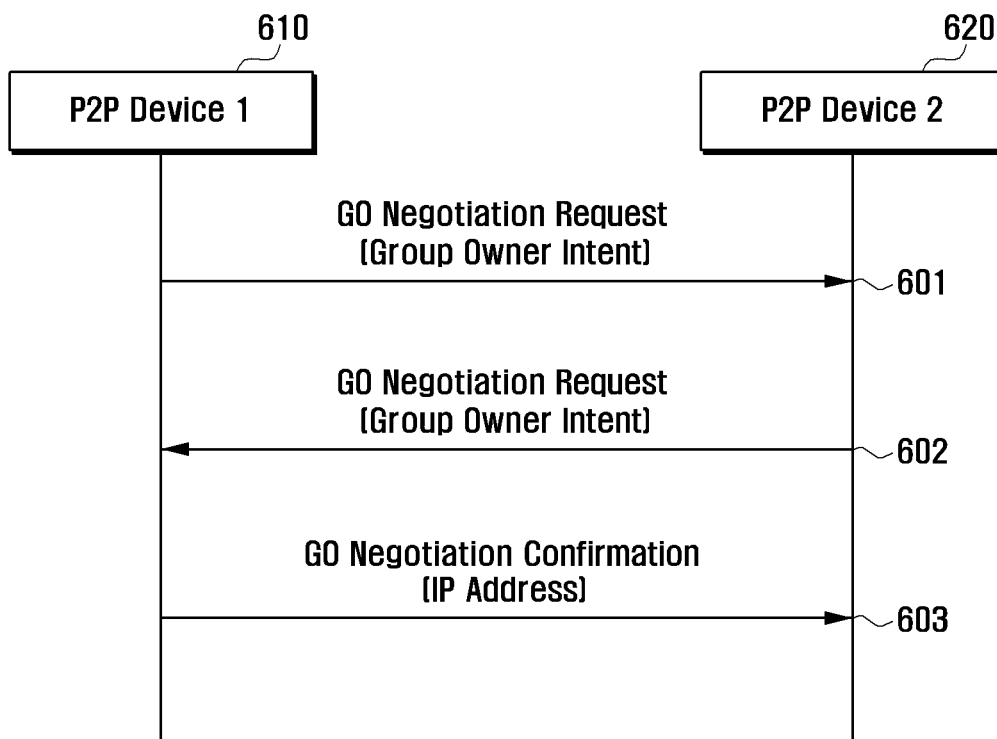 610
620
P2P Device 1
P2P Device 2
GO Negotiation Request
(Group Owner Intent)
601
GO Negotiation Request
(Group Owner Intent)
602
GO Negotiation Confirmation
(IP Address)
603